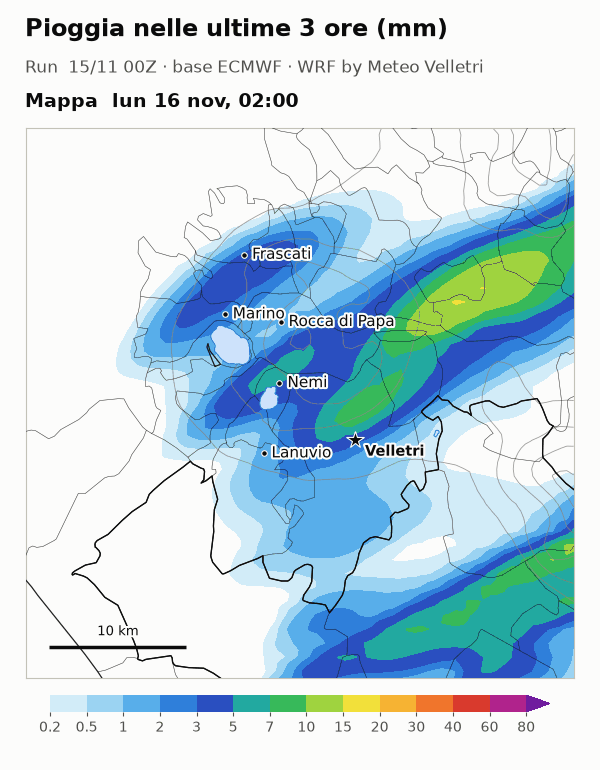 Pioggia nelle ultime 3 ore (mm)
Run  15/11 00Z · base ECMWF · WRF by Meteo Velletri
Mappa  lun 16 nov, 02:00
Frascati
Marino
Rocca di Papa
Nemi
Lanuvio
Velletri
10 km
0.2 0.5 1 2 3 5 7 10 15 20 30 40 60 80